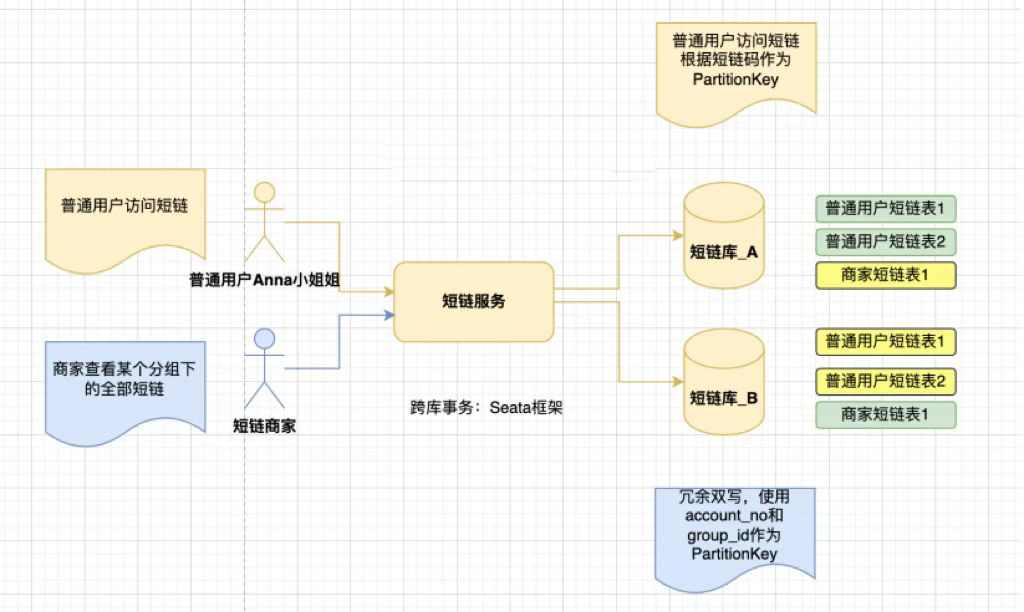 普通用户访问短链
根据短链码作为
PartitionKey
普通用户访问短链
普通用户Anna小姐姐
商家查看某个分组下
的全部短链
短链商家
短链服务
跨库事务：Seata框架
短链库_A
普通用户短链表1
普通用户短链表2
商家短链表1
短链库_B
普通用户短链表1
普通用户短链表2
商家短链表1
冗余双写，使用
account_no和
group_id作为
PartitionKey